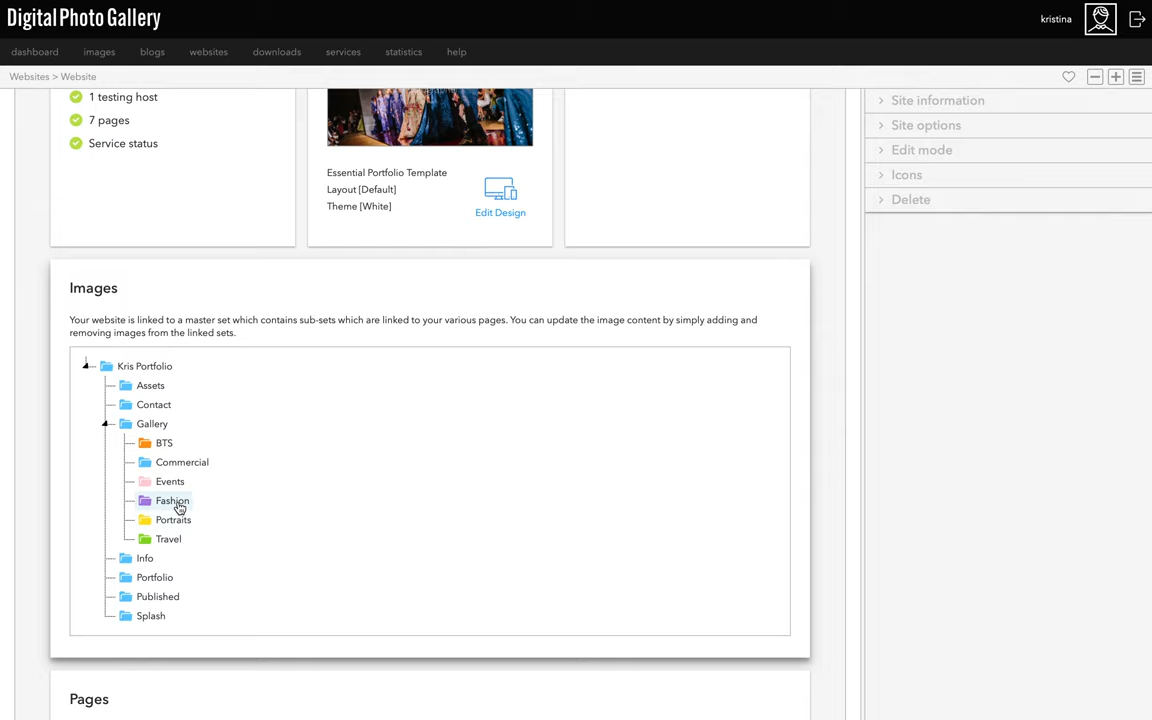 Digital Photo Gallery
kristina
dashboard images blogs websites downloads services statistics help
Websites > Website
1 testing host
7 pages
Service status
Essential Portfolio Template
Layout [Default]
Theme [White]
Edit Design
Site information
Site options
Edit mode
Icons
Delete
Images
Your website is linked to a master set which contains sub-sets which are linked to your various pages. You can update the image content by simply adding and
removing images from the linked sets.
Kris Portfolio
Assets
Contact
Gallery
BTS
Commercial
Events
Fashion
Portraits
Travel
Info
Portfolio
Published
Splash
Pages